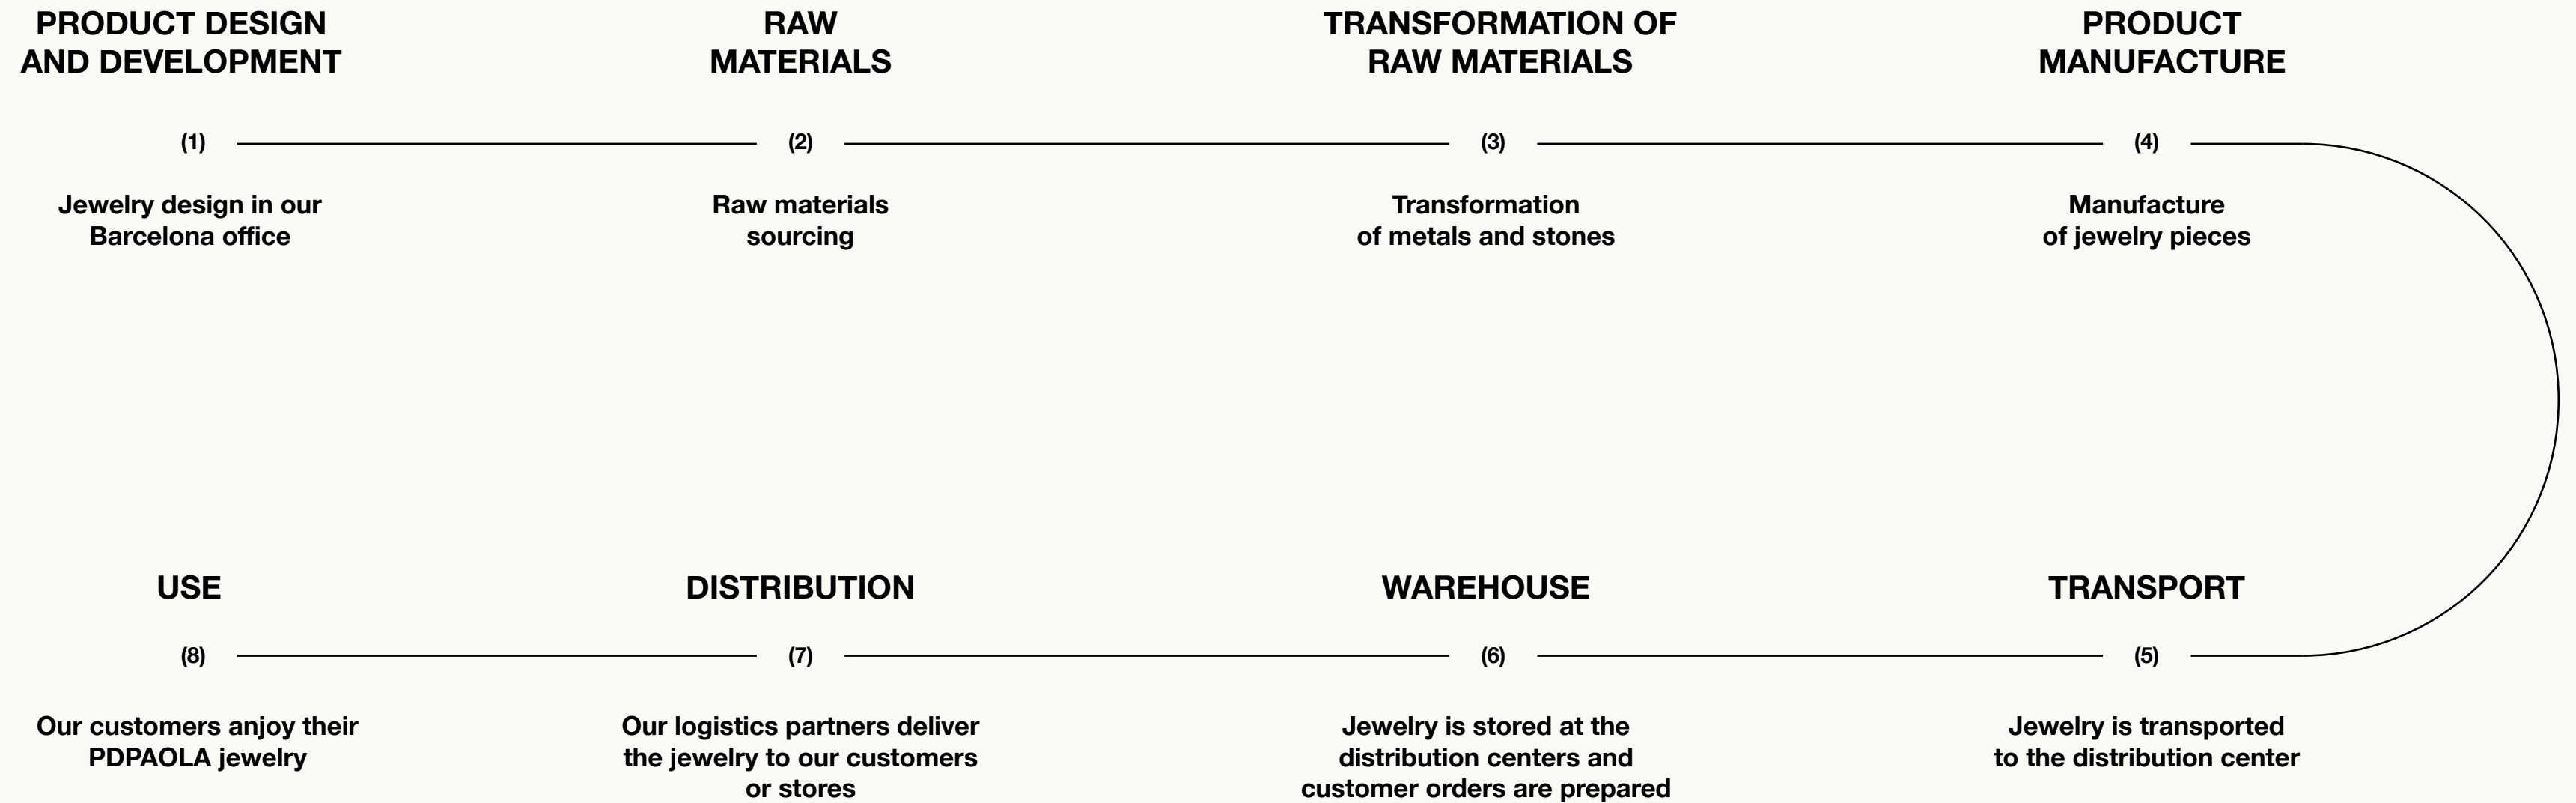 PRODUCT DESIGN
AND DEVELOPMENT
(1)
Jewelry design in our
Barcelona office
RAW
MATERIALS
(2)
Raw materials
sourcing
TRANSFORMATION OF
RAW MATERIALS
(3)
Transformation
of metals and stones
PRODUCT
MANUFACTURE
(4)
Manufacture
of jewelry pieces
TRANSPORT
(5)
Jewelry is transported
to the distribution center
WAREHOUSE
(6)
Jewelry is stored at the
distribution centers and
customer orders are prepared
DISTRIBUTION
(7)
Our logistics partners deliver
the jewelry to our customers
or stores
USE
(8)
Our customers anjoy their
PDPAOLA jewelry